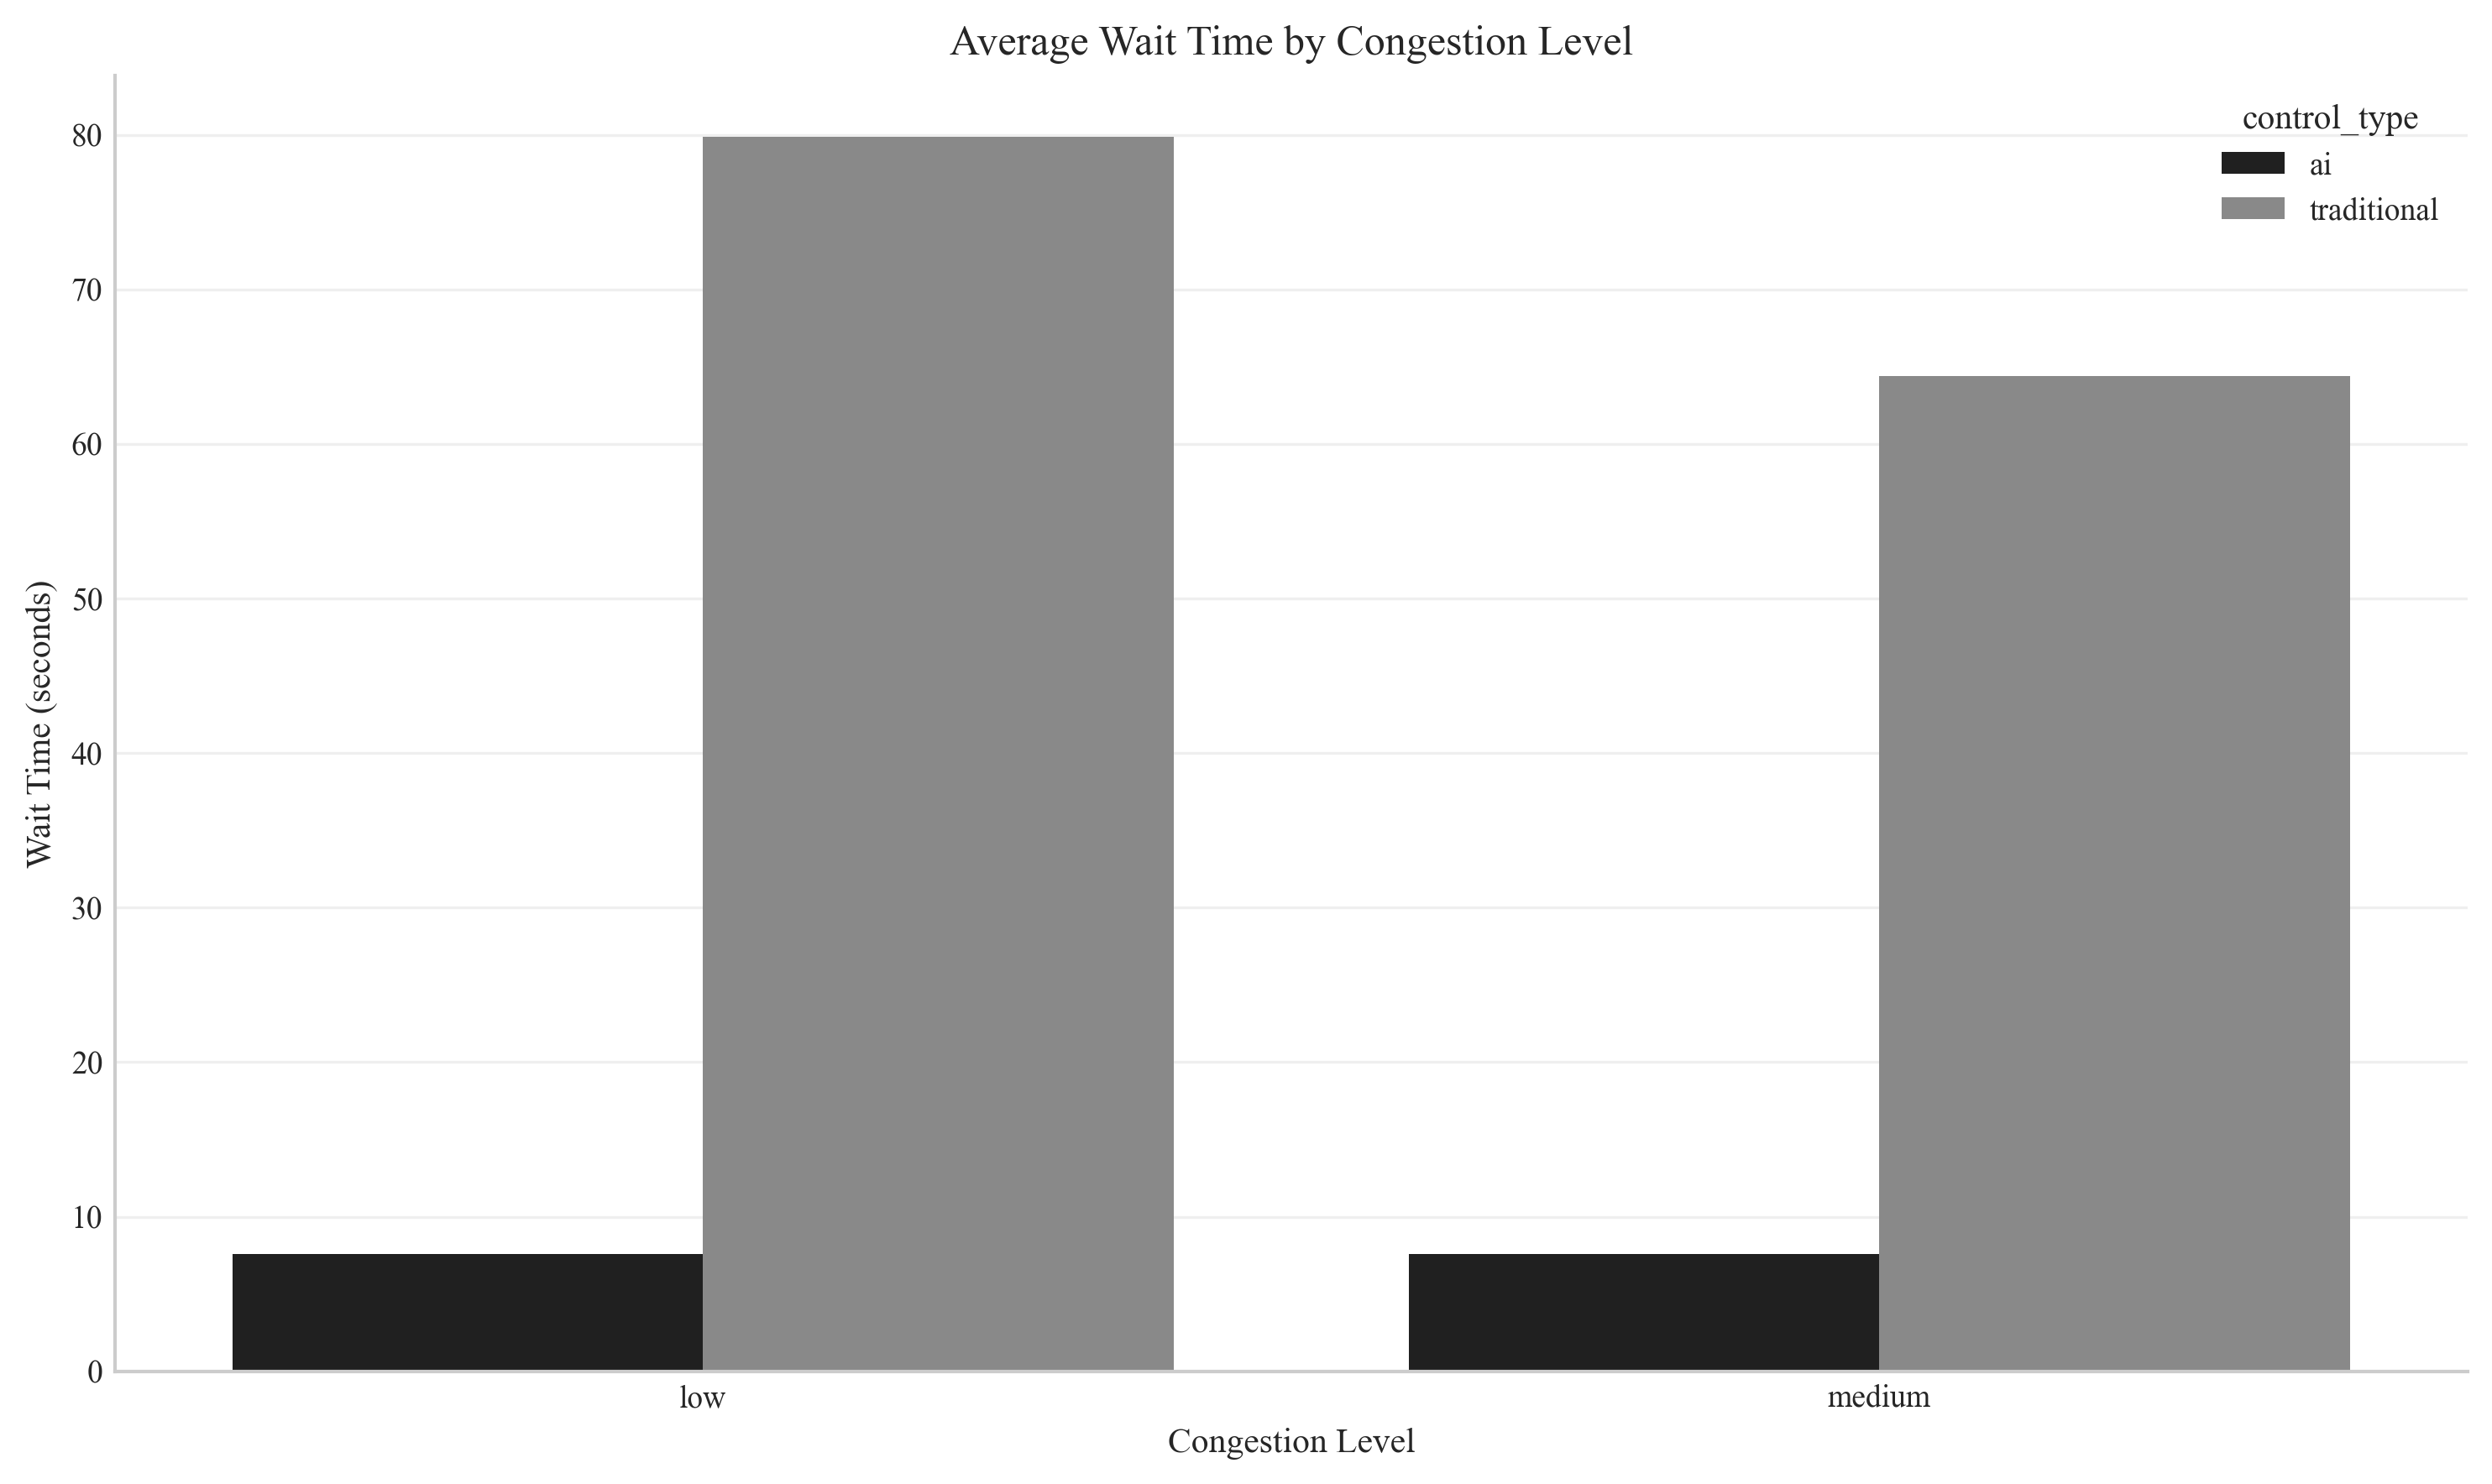 Average Wait Time by Congestion Level
control_type
ai
traditional
Wait Time (seconds)
80
70
60
50
40
30
20
10
0
low
medium
Congestion Level